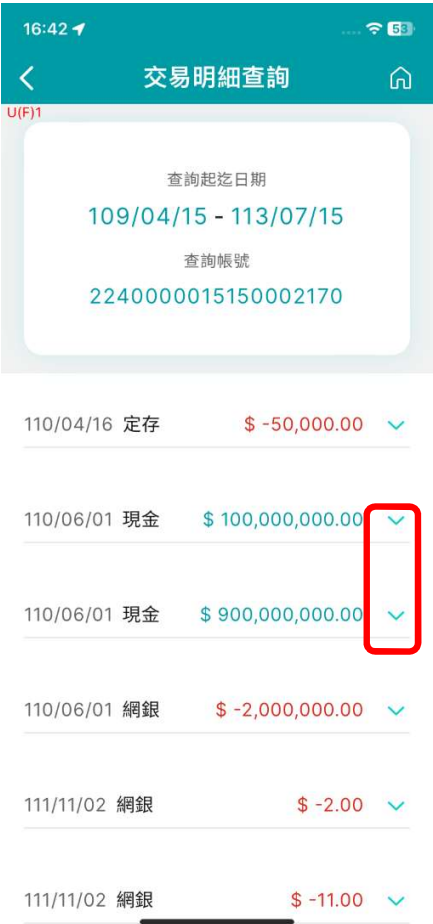 16:42
53
交易明細查詢
U(F)1
查詢起迄日期
109/04/15 - 113/07/15
查詢帳號
2240000015150002170
110/04/16 定存 $ -50,000.00
110/06/01 現金 $ 100,000,000.00
110/06/01 現金 $ 900,000,000.00
110/06/01 網銀 $ -2,000,000.00
111/11/02 網銀 $ -2.00
111/11/02 網銀 $ -11.00